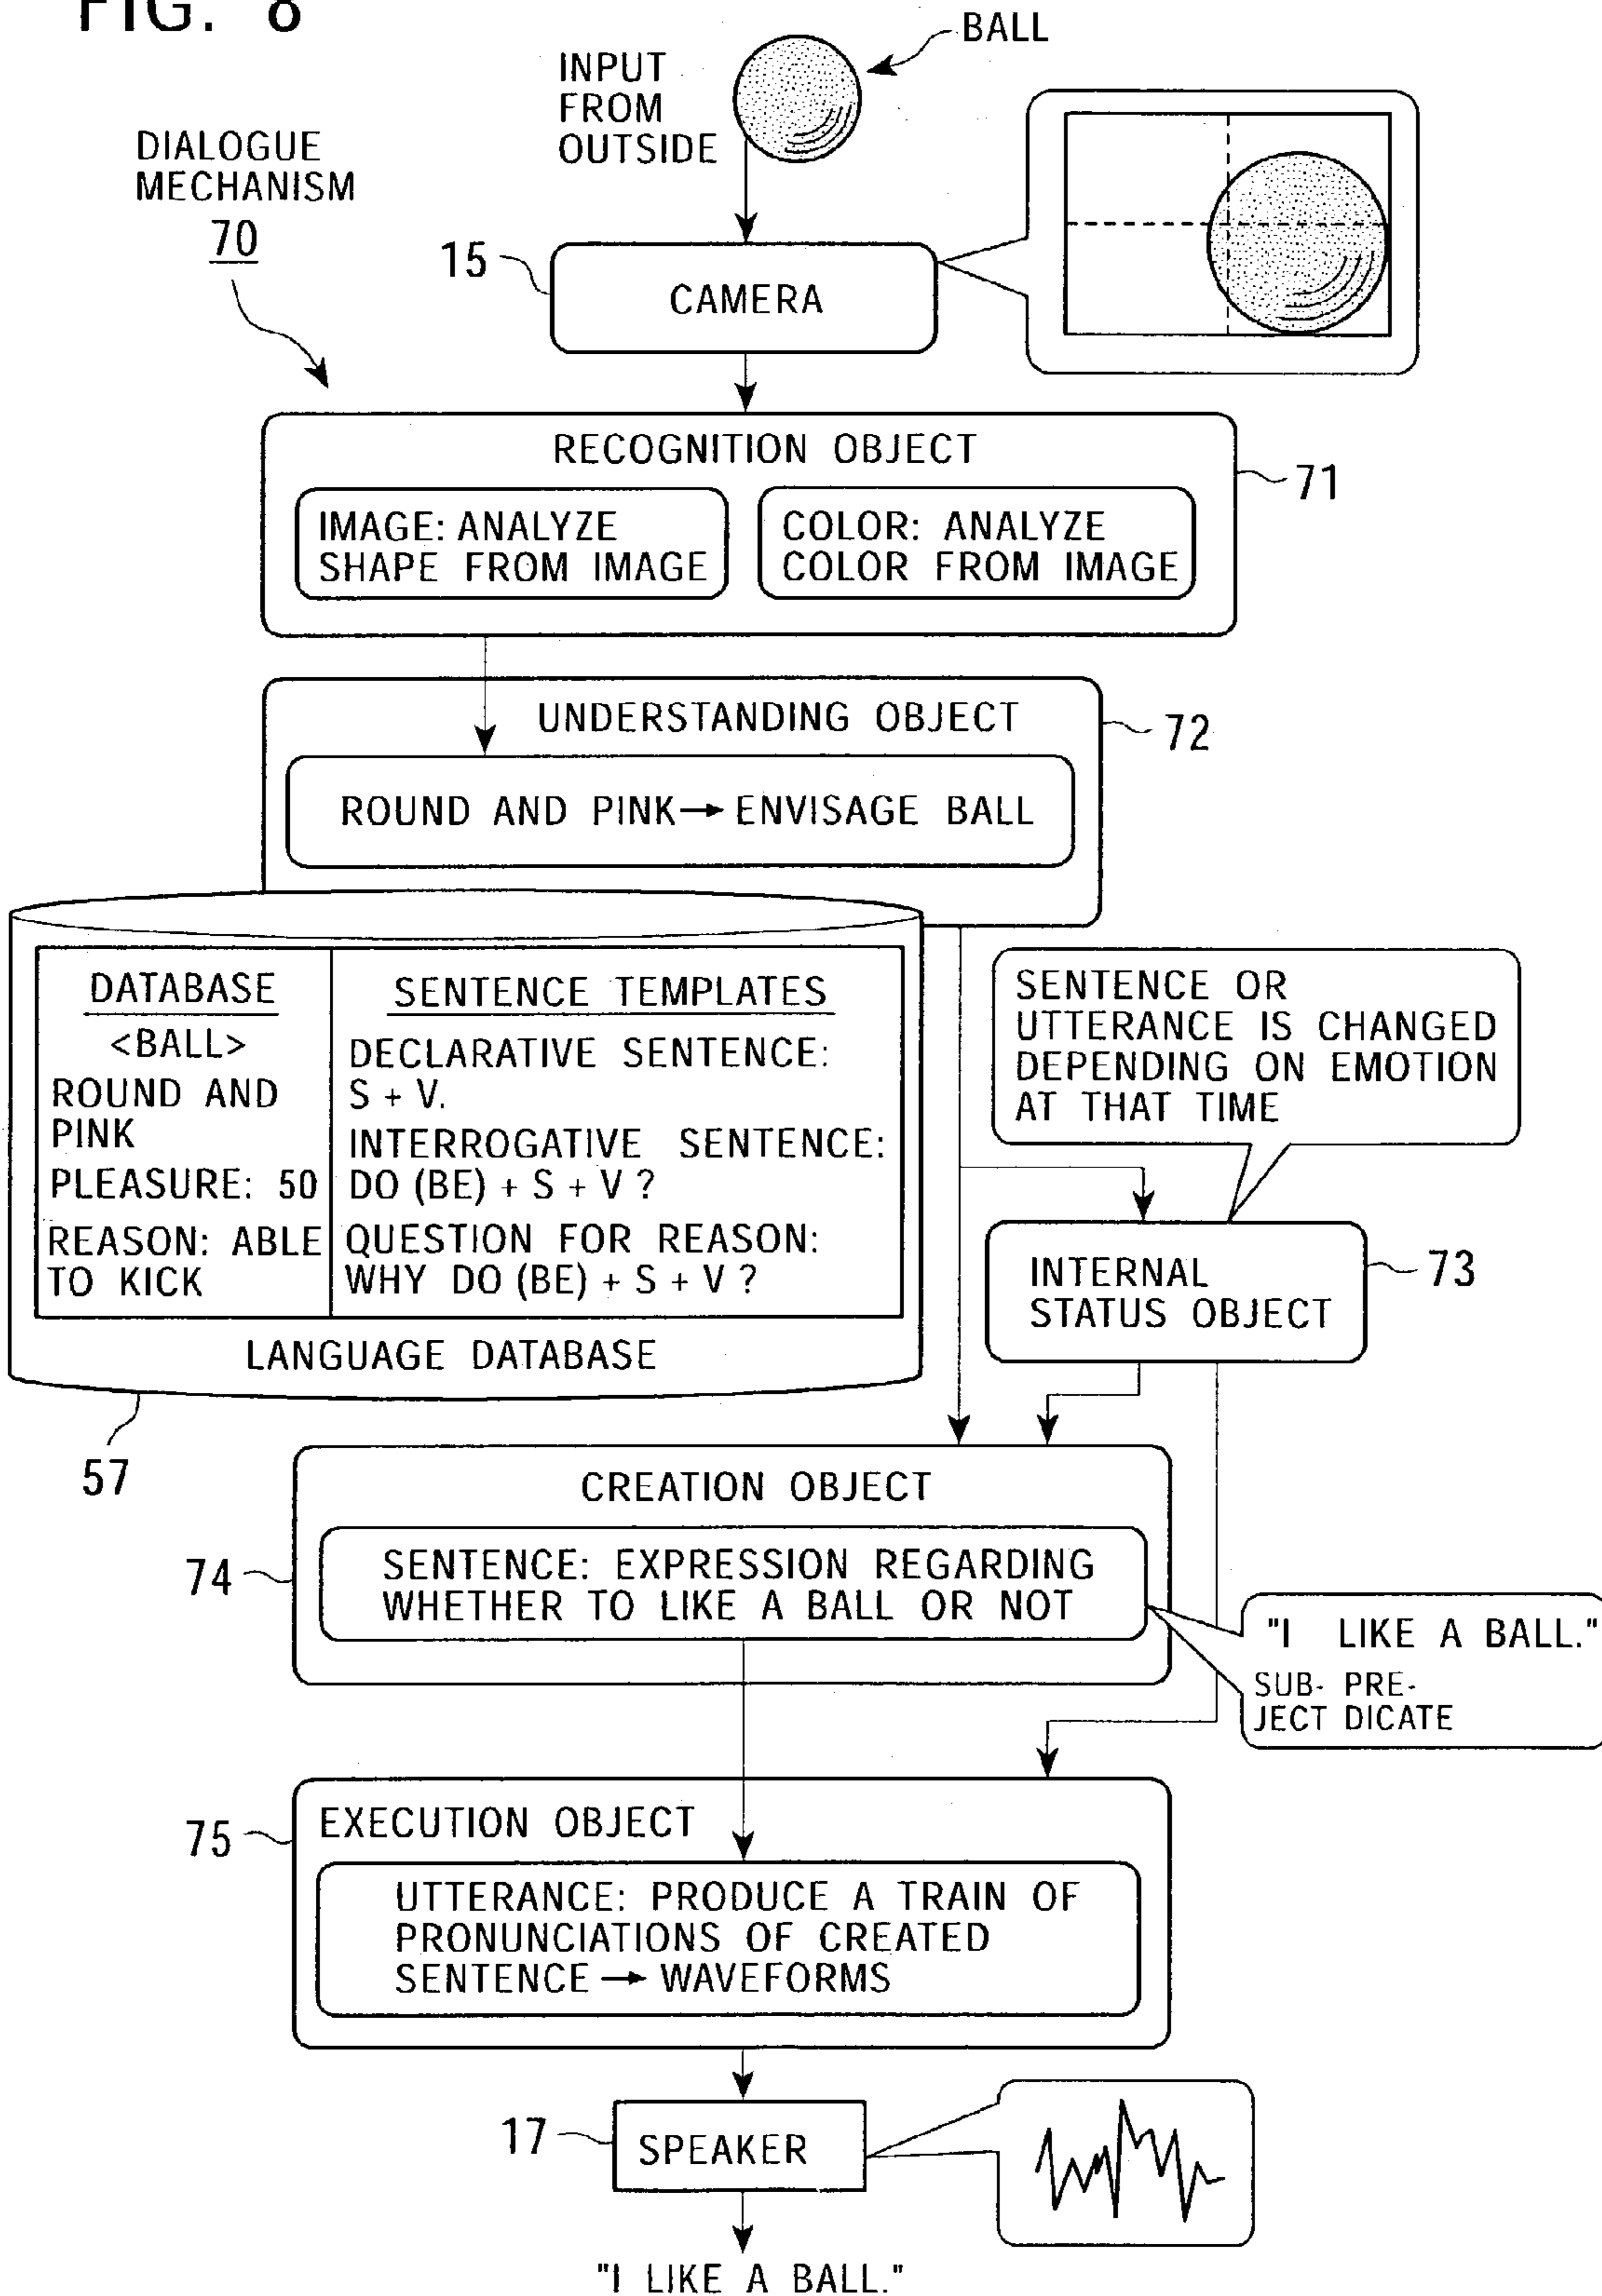 FIG. 8
BALL
INPUT
FROM
OUTSIDE
DIALOGUE
MECHANISM
70
15
CAMERA
RECOGNITION OBJECT
71
IMAGE: ANALYZE
SHAPE FROM IMAGE
COLOR: ANALYZE
COLOR FROM IMAGE
UNDERSTANDING OBJECT
72
ROUND AND PINK → ENVISAGE BALL
DATABASE
<BALL>
ROUND AND
PINK
PLEASURE: 50
REASON: ABLE
TO KICK
SENTENCE TEMPLATES
DECLARATIVE SENTENCE:
S + V.
INTERROGATIVE SENTENCE:
DO (BE) + S + V ?
QUESTION FOR REASON:
WHY DO (BE) + S + V ?
LANGUAGE DATABASE
57
SENTENCE OR
UTTERANCE IS CHANGED
DEPENDING ON EMOTION
AT THAT TIME
INTERNAL
STATUS OBJECT
73
CREATION OBJECT
74
SENTENCE: EXPRESSION REGARDING
WHETHER TO LIKE A BALL OR NOT
"I LIKE A BALL."
SUB- PRE-
JECT DICATE
75
EXECUTION OBJECT
UTTERANCE: PRODUCE A TRAIN OF
PRONUNCIATIONS OF CREATED
SENTENCE → WAVEFORMS
17
SPEAKER
"I LIKE A BALL."